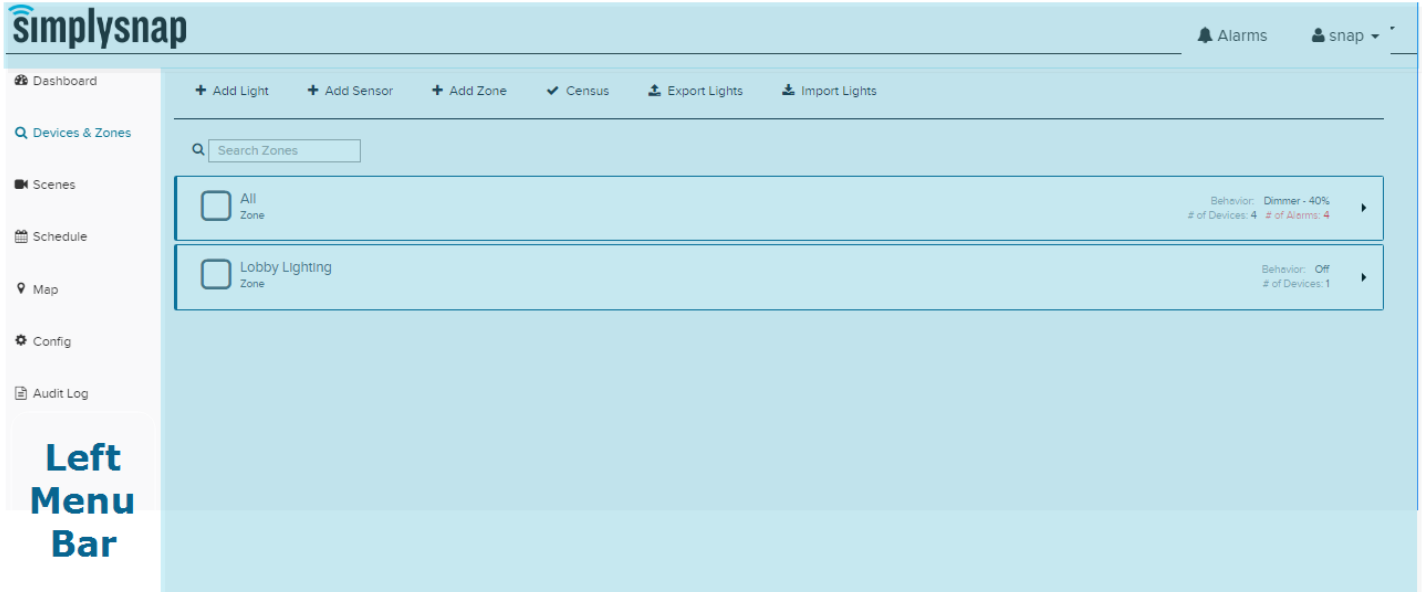 simplysnap
Alarms
snap
Dashboard
Devices & Zones
Scenes
Schedule
Map
Config
Audit Log
Left
Menu
Bar
Add Light Add Sensor Add Zone Census Export Lights Import Lights
Search Zones
All
Zone
Behavior: Dimmer - 40%
# of Devices: 4 # of Alarms: 4
Lobby Lighting
Zone
Behavior: Off
# of Devices: 1